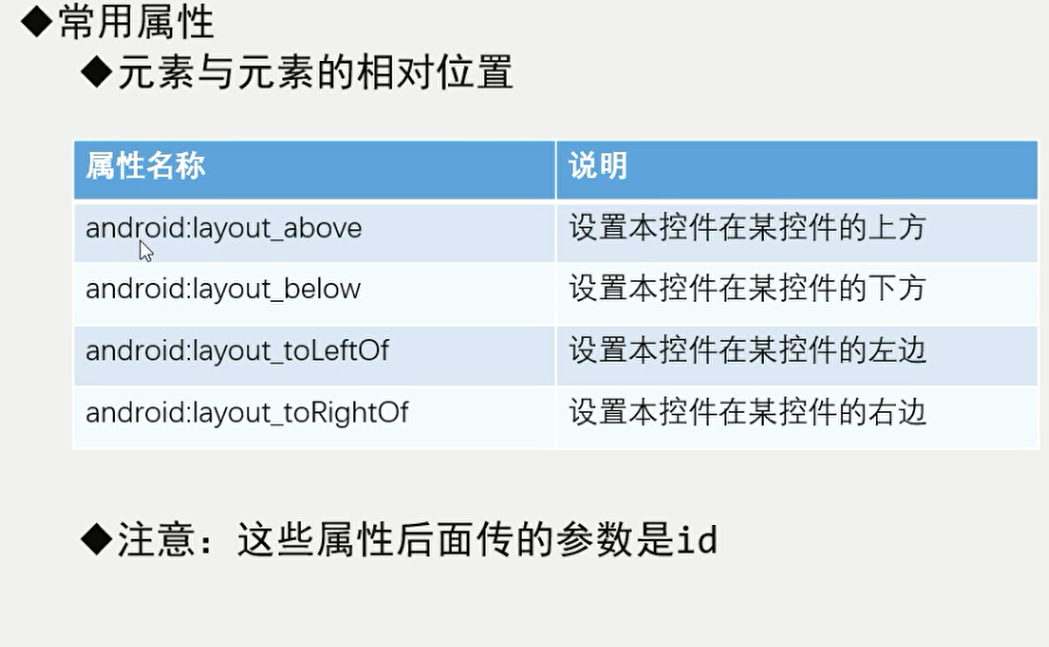 ◆常用属性
◆元素与元素的相对位置
属性名称 说明
android:layout_above 设置本控件在某控件的上方
android:layout_below 设置本控件在某控件的下方
android:layout_toLeftOf 设置本控件在某控件的左边
android:layout_toRightOf 设置本控件在某控件的右边
◆注意：这些属性后面传的参数是id